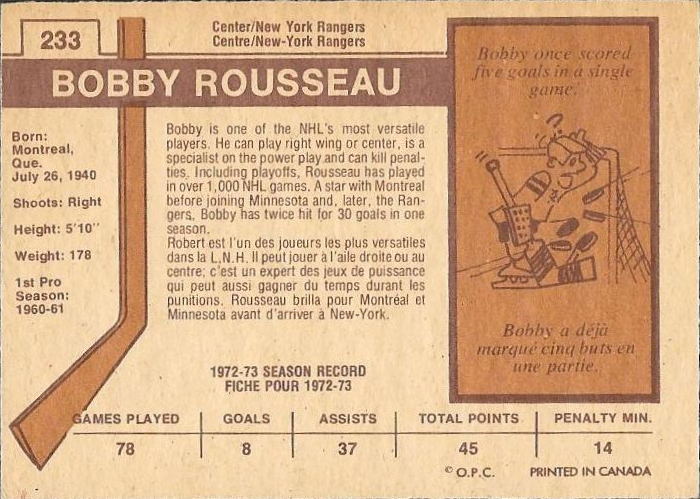 233
Center/New York Rangers
Centre/New-York Rangers
BOBBY ROUSSEAU
Born:
Montreal,
Que.
July 26, 1940
Shoots: Right
Height: 5'10"
Weight: 178
1st Pro
Season:
1960-61
Bobby is one of the NHL's most versatile
players. He can play right wing or center, is a
specialist on the power play and can kill penal-
ties. Including playoffs, Rousseau has played
in over 1,000 NHL games. A star with Montreal
before joining Minnesota and, later, the Ran-
gers, Bobby has twice hit for 30 goals in one
season.
Robert est l'un des joueurs les plus versatiles
dans la L.N.H. Il peut jouer à l'aile droite ou au
centre; c'est un expert des jeux de puissance
qui peut aussi gagner du temps durant les
punitions. Rousseau brilla pour Montréal et
Minnesota avant d'arriver à New-York.
Bobby once scored
five goals in a single
game.
Bobby a déjà
marqué cinq buts en
une partie.
1972-73 SEASON RECORD
FICHE POUR 1972-73
GAMES PLAYED GOALS ASSISTS TOTAL POINTS PENALTY MIN.
78 8 37 45 14
© O.P.C. PRINTED IN CANADA